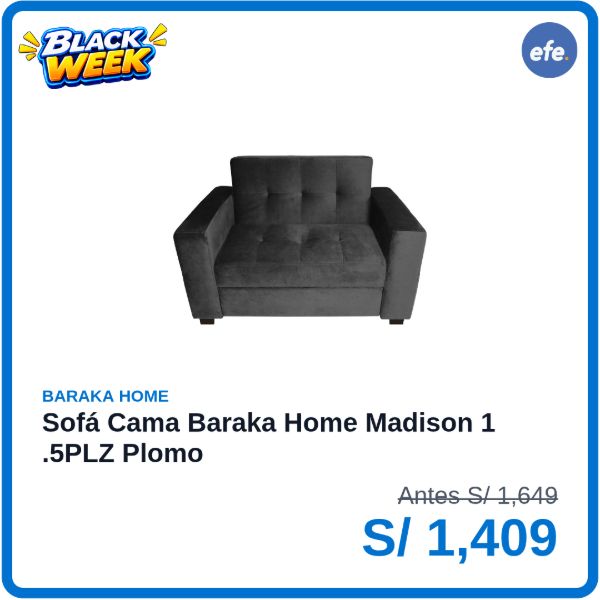 BLACK
WEEK
efe.
BARAKA HOME
Sofá Cama Baraka Home Madison 1
.5PLZ Plomo
Antes S/ 1,649
S/ 1,409